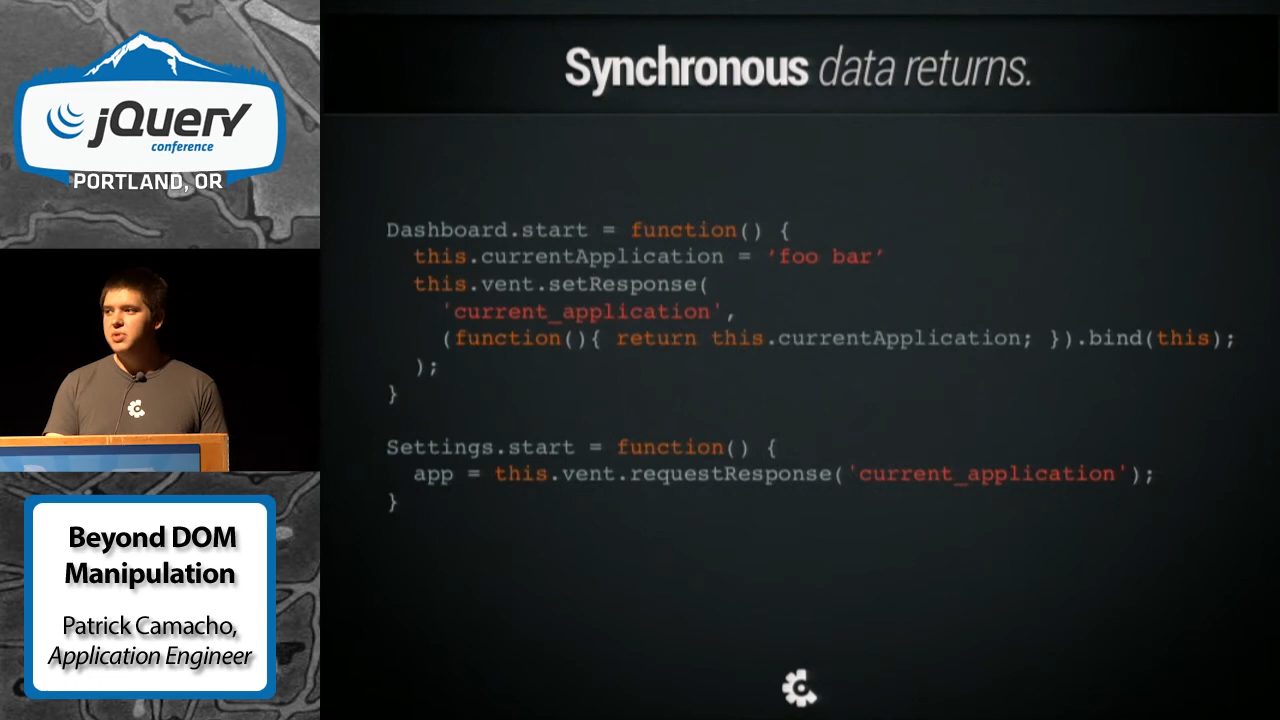 jQuery
conference
PORTLAND, OR
Beyond DOM
Manipulation
Patrick Camacho,
Application Engineer
Synchronous data returns.
Dashboard.start = function() {
this.currentApplication = ‘foo bar’
this.vent.setResponse(
'current_application',
(function(){ return this.currentApplication; }).bind(this);
);
}
Settings.start = function() {
app = this.vent.requestResponse('current_application');
}